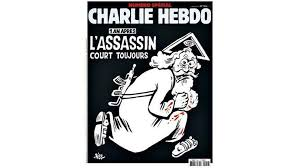 NUMÉRO SPÉCIAL
CHARLIE HEBDO
1 AN APRÈS
L'ASSASSIN
COURT TOUJOURS